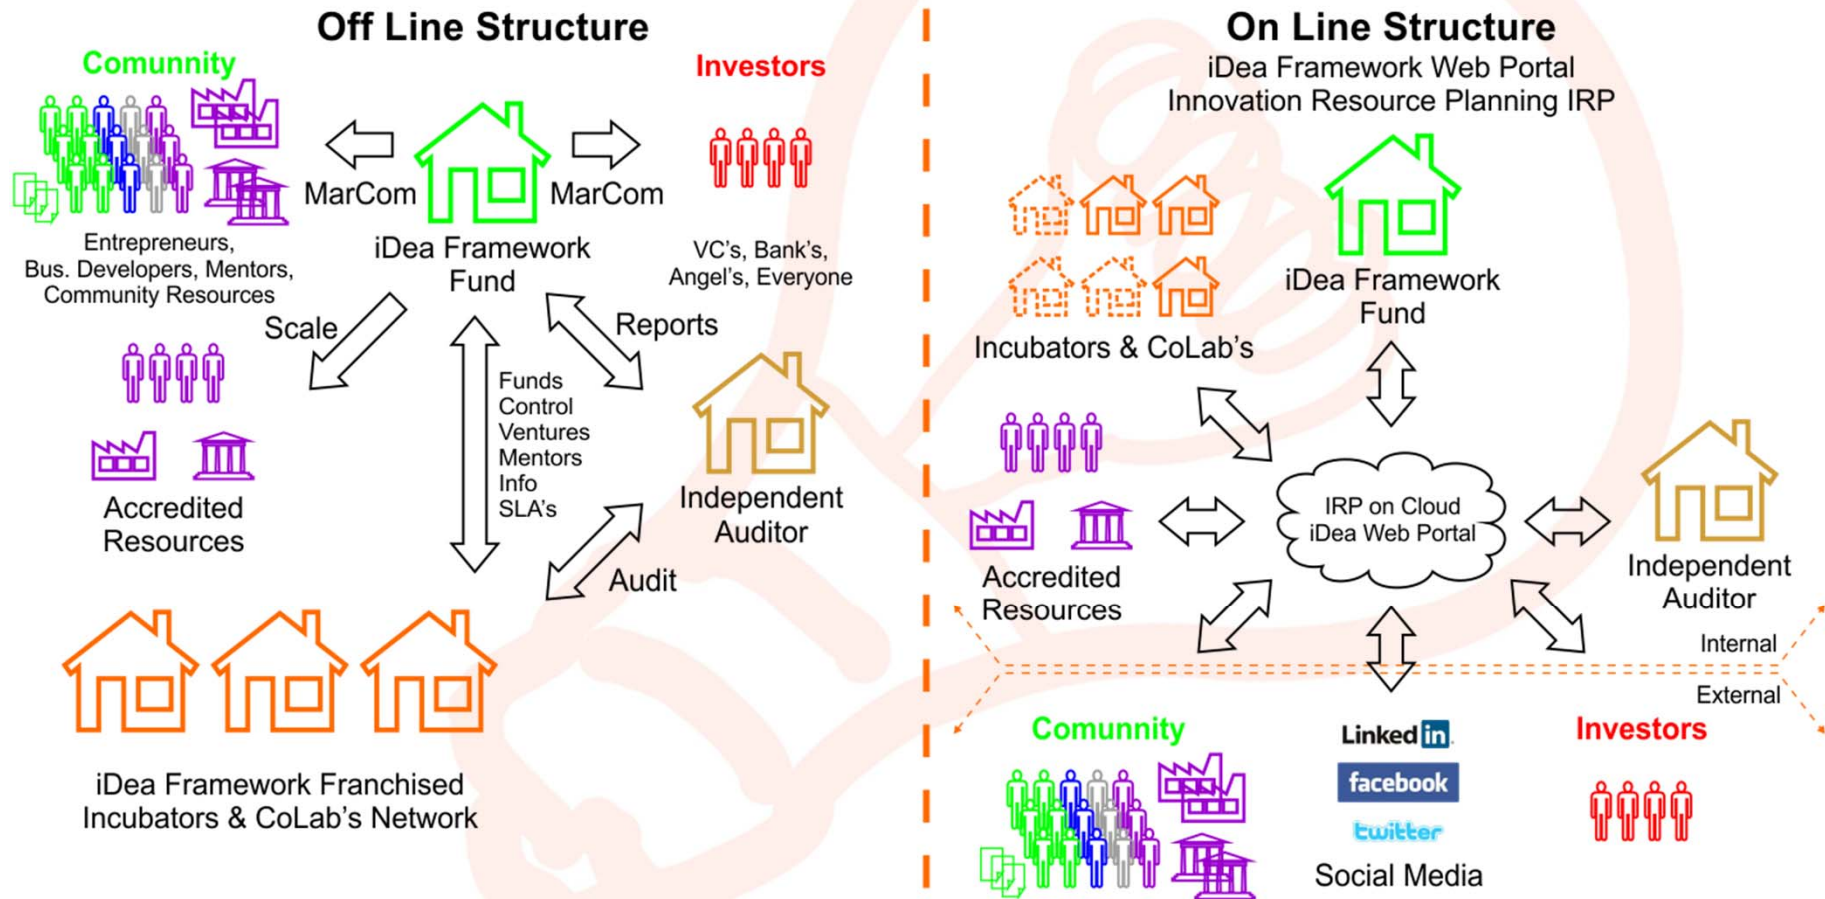 Off Line Structure
Comunnity
Investors
MarCom
MarCom
Entrepreneurs,
Bus. Developers, Mentors,
Community Resources
iDea Framework
Fund
VC's, Bank's,
Angel's, Everyone
Scale
Reports
Funds
Control
Ventures
Mentors
Info
SLA's
Accredited
Resources
Independent
Auditor
Audit
iDea Framework Franchised
Incubators & CoLab's Network
On Line Structure
iDea Framework Web Portal
Innovation Resource Planning IRP
iDea Framework
Fund
Incubators & CoLab's
IRP on Cloud
iDea Web Portal
Accredited
Resources
Independent
Auditor
Internal
External
Comunnity
Linked in
facebook
twitter
Social Media
Investors